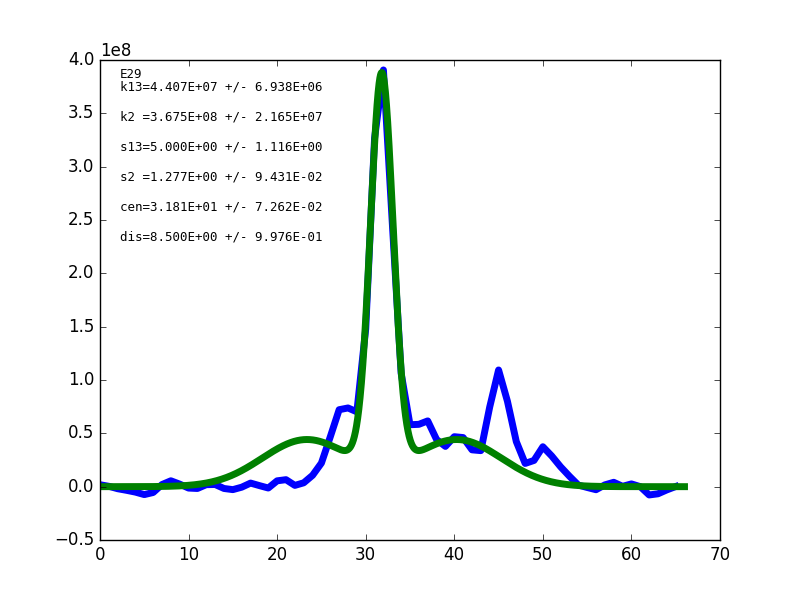 1e8
E29
k13=4.407E+07 +/- 6.938E+06
k2 =3.675E+08 +/- 2.165E+07
s13=5.000E+00 +/- 1.116E+00
s2 =1.277E+00 +/- 9.431E-02
cen=3.181E+01 +/- 7.262E-02
dis=8.500E+00 +/- 9.976E-01
4.0
3.5
3.0
2.5
2.0
1.5
1.0
0.5
0.0
−0.5
0 10 20 30 40 50 60 70